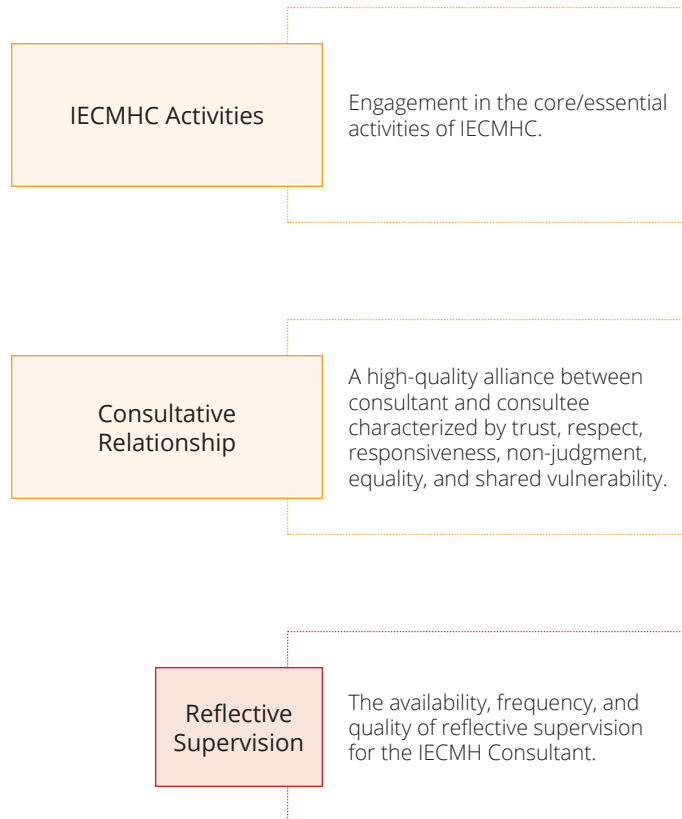 IECMHC Activities
Engagement in the core/essential
activities of IECMHC.
Consultative
Relationship
A high-quality alliance between
consultant and consultee
characterized by trust, respect,
responsiveness, non-judgment,
equality, and shared vulnerability.
Reflective
Supervision
The availability, frequency, and
quality of reflective supervision
for the IECMH Consultant.